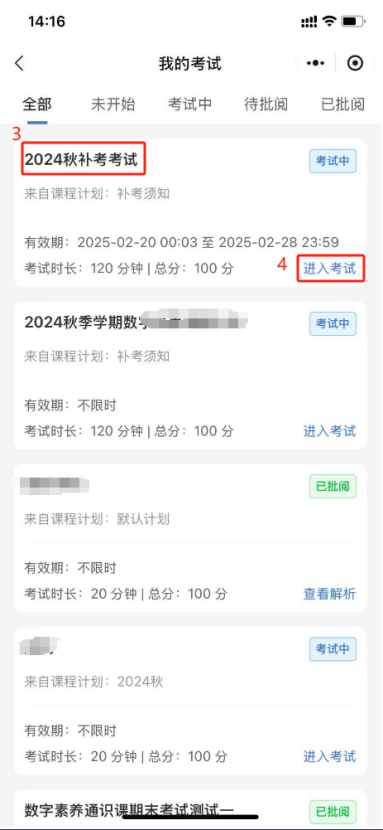 14:16
我的考试
全部 未开始 考试中 待批阅 已批阅
3
2024秋补考考试 考试中
来自课程计划：补考须知
有效期：2025-02-20 00:03 至 2025-02-28 23:59
考试时长：120 分钟 | 总分：100 分 4 进入考试
2024秋季学期数字 考试中
来自课程计划：补考须知
有效期：不限时
考试时长：120 分钟 | 总分：100 分 进入考试
已批阅
来自课程计划：默认计划
有效期：不限时
考试时长：20 分钟 | 总分：100 分 查看解析
考试中
来自课程计划：2024秋
有效期：不限时
考试时长：20 分钟 | 总分：100 分 进入考试
数字素养通识课期末考试测试一 已批阅